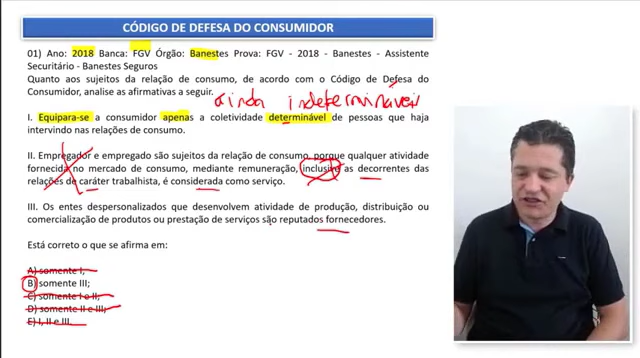 CÓDIGO DE DEFESA DO CONSUMIDOR
01) Ano: 2018 Banca: FGV Órgão: Banestes Prova: FGV - 2018 - Banestes - Assistente
Securitário - Banestes Seguros
Quanto aos sujeitos da relação de consumo, de acordo com o Código de Defesa do
Consumidor, analise as afirmativas a seguir.
ainda indetermináveis
I. Equipara-se a consumidor apenas a coletividade determinável de pessoas que haja
intervindo nas relações de consumo.
II. Empregador e empregado são sujeitos da relação de consumo, porque qualquer atividade
fornecida no mercado de consumo, mediante remuneração, inclusive as decorrentes das
relações de caráter trabalhista, é considerada como serviço.
III. Os entes despersonalizados que desenvolvem atividade de produção, distribuição ou
comercialização de produtos ou prestação de serviços são reputados fornecedores.
Está correto o que se afirma em:
A) somente I;
B) somente III;
C) somente I e II;
D) somente II e III;
E) I, II e III.